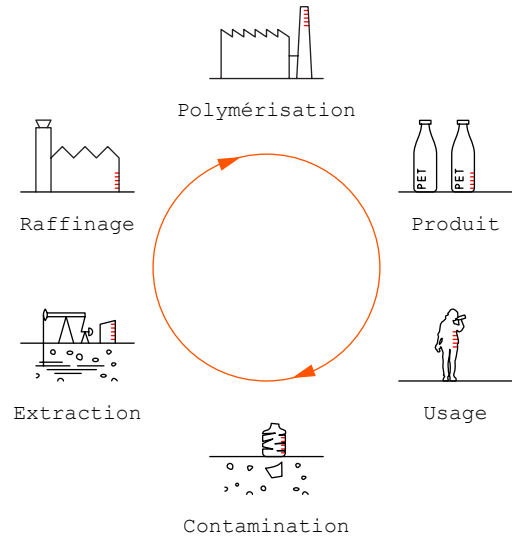 Polymérisation
Raffinage
PET
PET
Produit
Extraction
Usage
Contamination